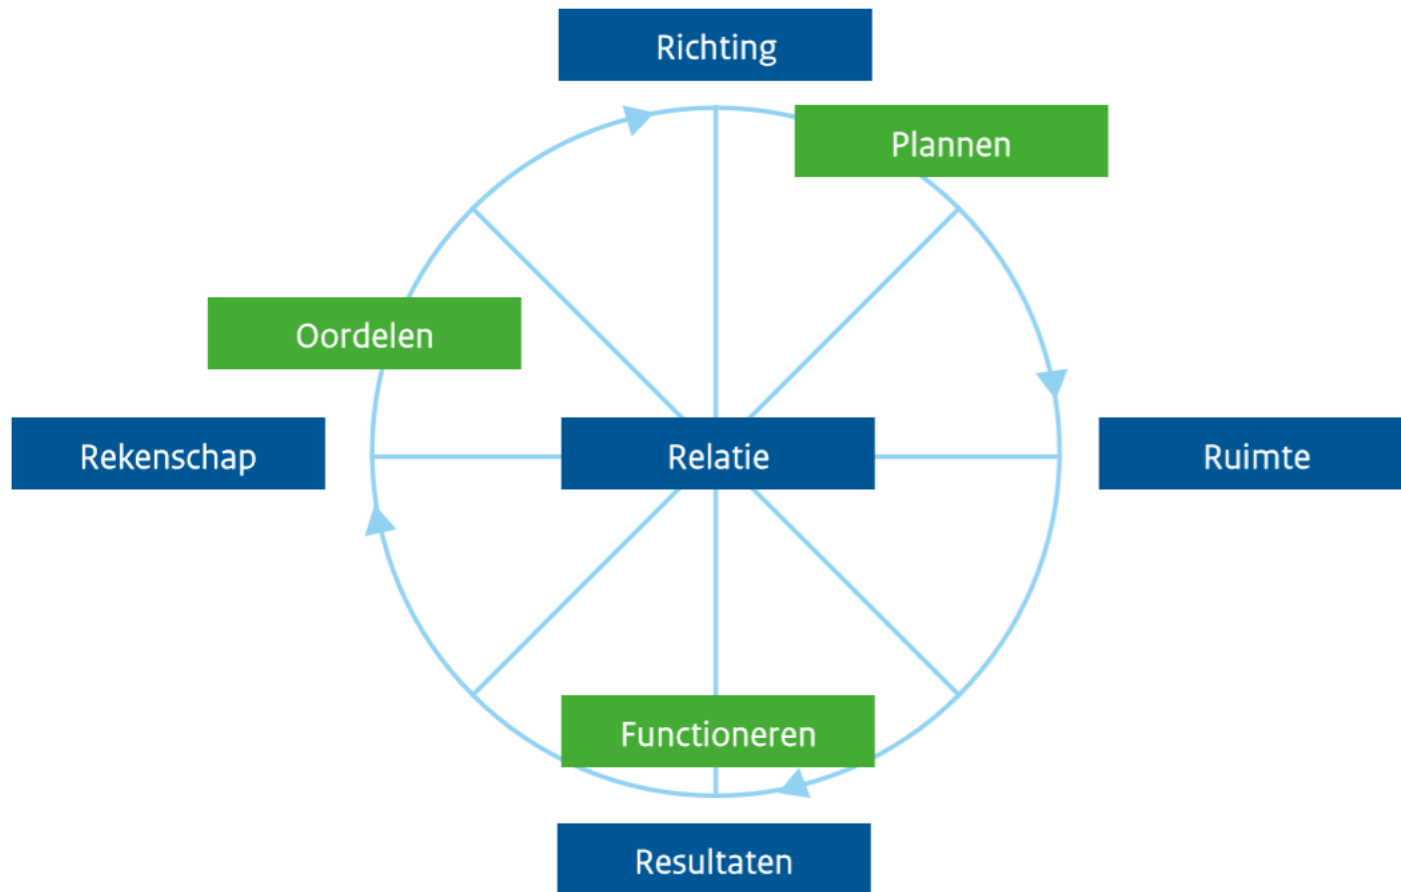 Richting
Plannen
Oordelen
Rekenschap
Relatie
Ruimte
Functioneren
Resultaten